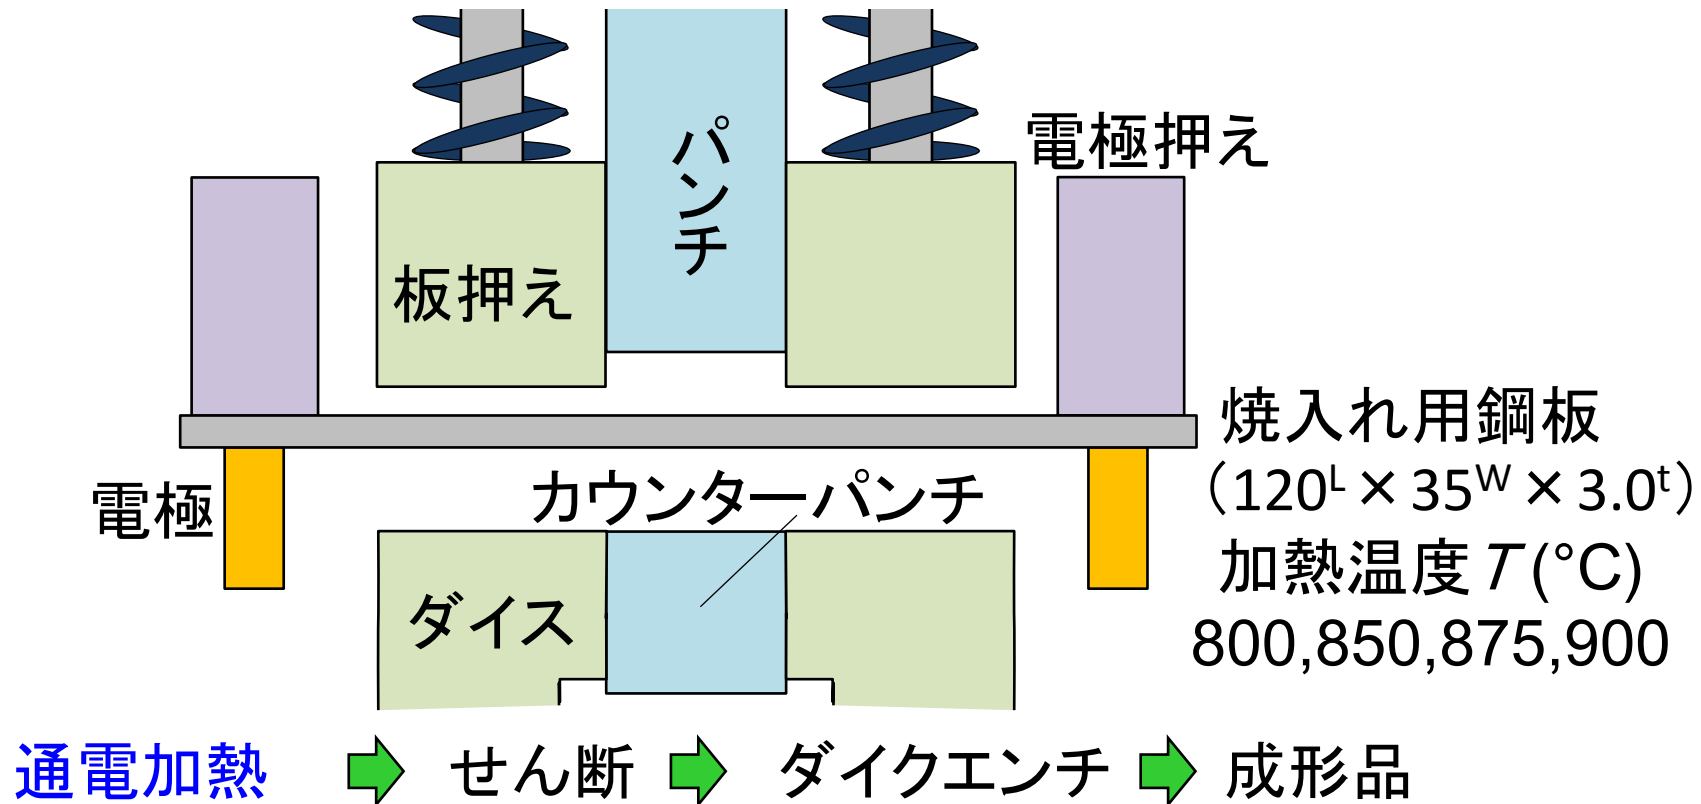 パンチ
電極押え
板押え
焼入れ用鋼板
（120ᴸ × 35ᵂ × 3.0ᵗ）
電極
カウンターパンチ
加熱温度 T (°C)
ダイス
800,850,875,900
通電加熱 せん断 ダイクエンチ 成形品